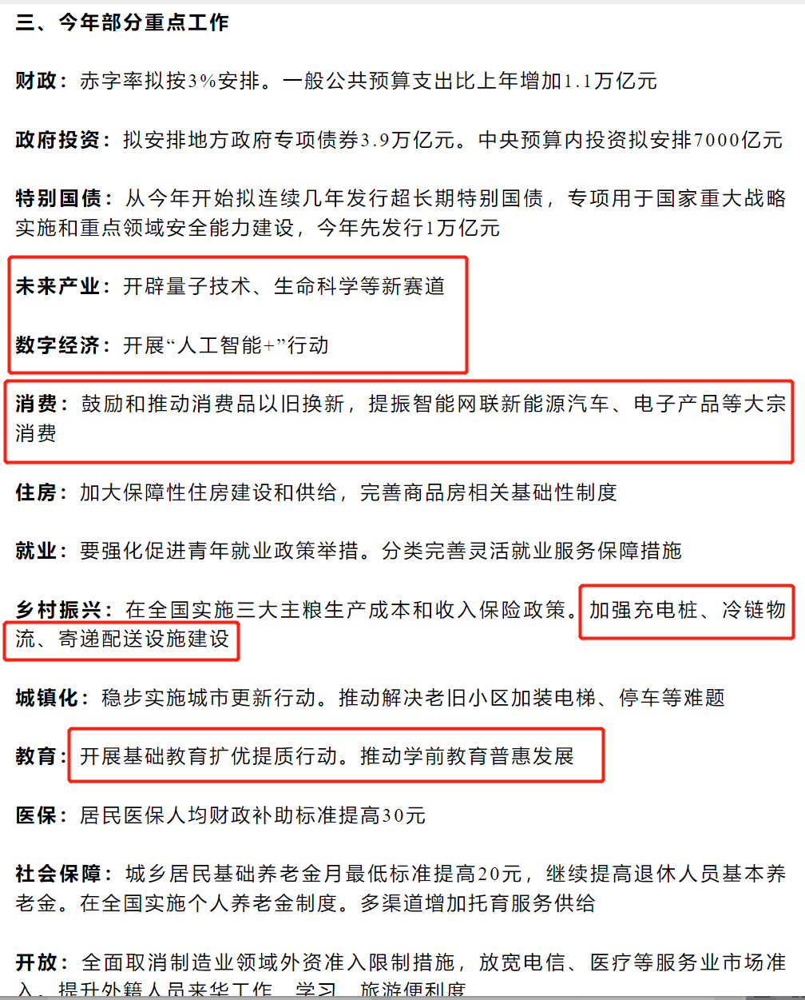 三、今年部分重点工作
财政：赤字率拟按3%安排。一般公共预算支出比上年增加1.1万亿元
政府投资：拟安排地方政府专项债券3.9万亿元。中央预算内投资拟安排7000亿元
特别国债：从今年开始拟连续几年发行超长期特别国债，专项用于国家重大战略
实施和重点领域安全能力建设，今年先发行1万亿元
未来产业：开辟量子技术、生命科学等新赛道
数字经济：开展“人工智能+”行动
消费：鼓励和推动消费品以旧换新，提振智能网联新能源汽车、电子产品等大宗
消费
住房：加大保障性住房建设和供给，完善商品房相关基础性制度
就业：要强化促进青年就业政策举措。分类完善灵活就业服务保障措施
乡村振兴：在全国实施三大主粮生产成本和收入保险政策。加强充电桩、冷链物
流、寄递配送设施建设
城镇化：稳步实施城市更新行动。推动解决老旧小区加装电梯、停车等难题
教育：开展基础教育扩优提质行动。推动学前教育普惠发展
医保：居民医保人均财政补助标准提高30元
社会保障：城乡居民基础养老金月最低标准提高20元，继续提高退休人员基本养
老金。在全国实施个人养老金制度。多渠道增加托育服务供给
开放：全面取消制造业领域外资准入限制措施，放宽电信、医疗等服务业市场准
入。提升外籍人员来华工作、学习、旅游便利度